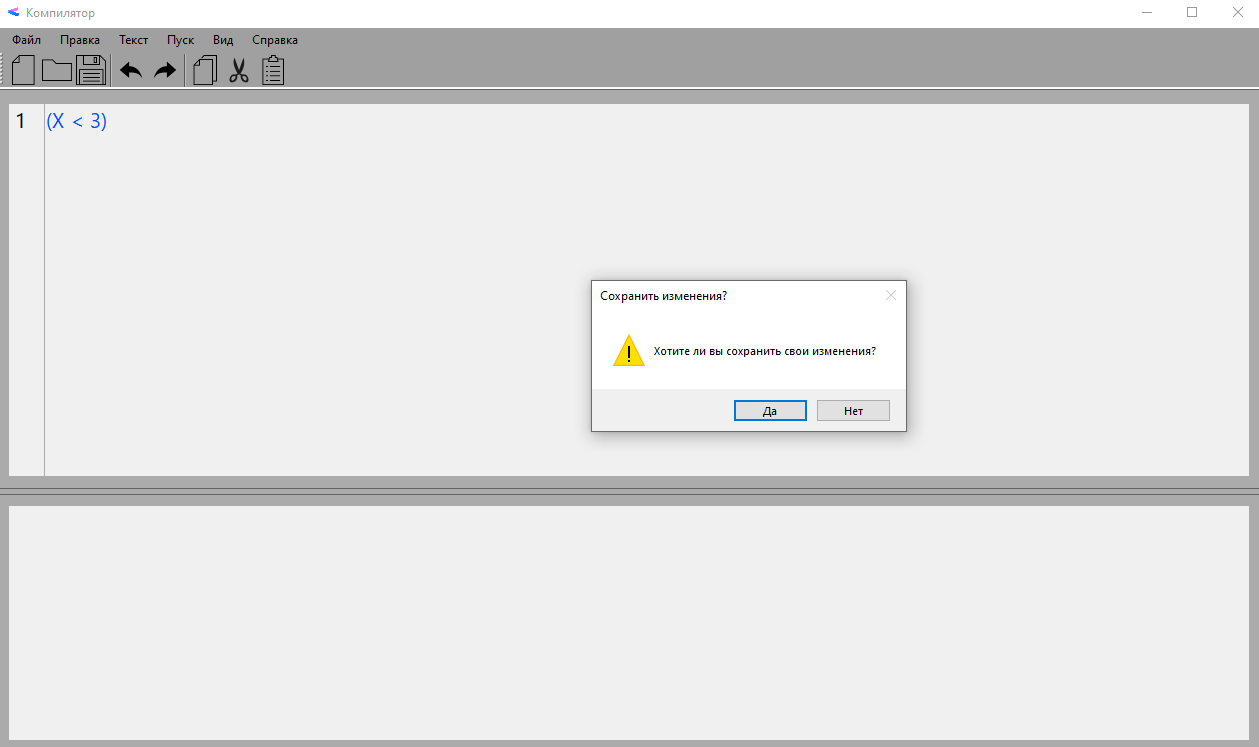 Компилятор
Файл Правка Текст Пуск Вид Справка
1 (X < 3)
Сохранить изменения?
Хотите ли вы сохранить свои изменения?
Да Нет